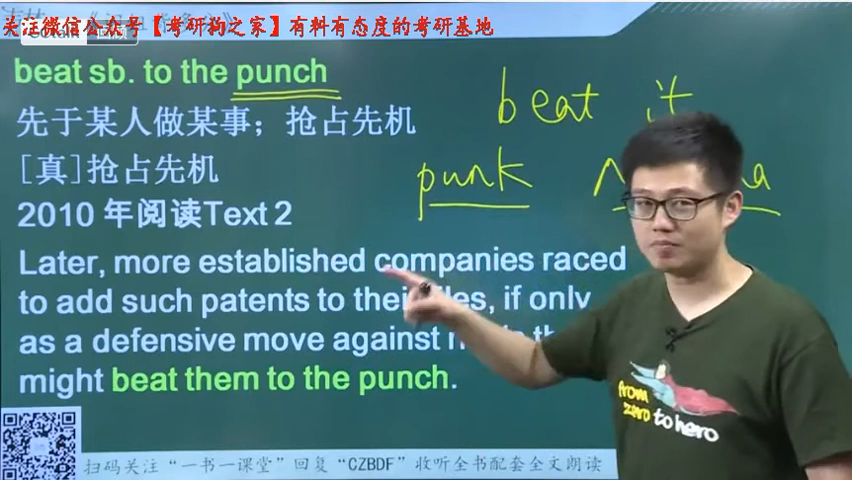 关注微信公众号【考研狗之家】有料有态度的考研基地
beat sb. to the punch
先于某人做某事；抢占先机
[真]抢占先机
2010 年阅读Text 2
Later, more established companies raced
to add such patents to their files, if only
as a defensive move against
might beat them to the punch.
beat it
punk
扫码关注“一书一课堂”回复“CZBDF”收听全书配套全文朗读
from
zero
to hero